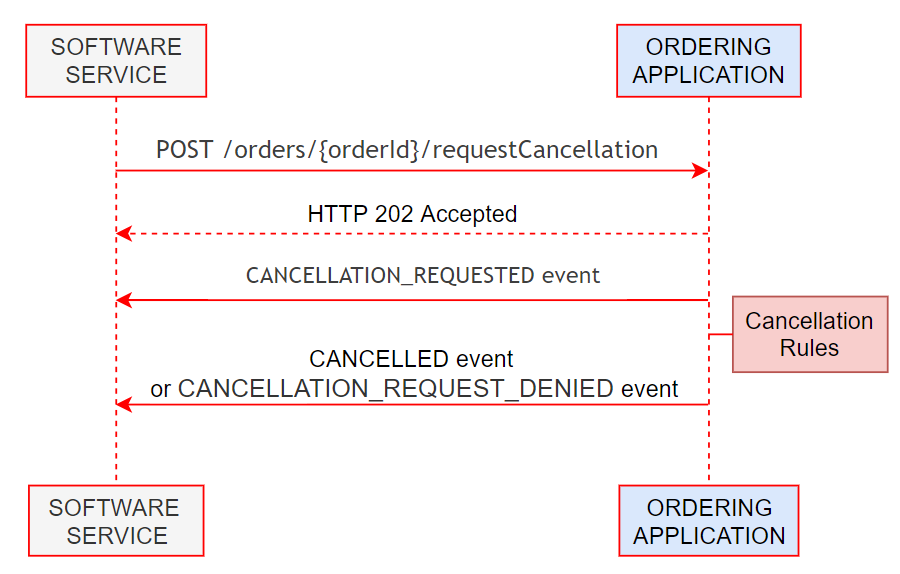 SOFTWARE
SERVICE
ORDERING
APPLICATION
POST /orders/{orderId}/requestCancellation
HTTP 202 Accepted
CANCELLATION_REQUESTED event
Cancellation
Rules
CANCELLED event
or CANCELLATION_REQUEST_DENIED event
SOFTWARE
SERVICE
ORDERING
APPLICATION